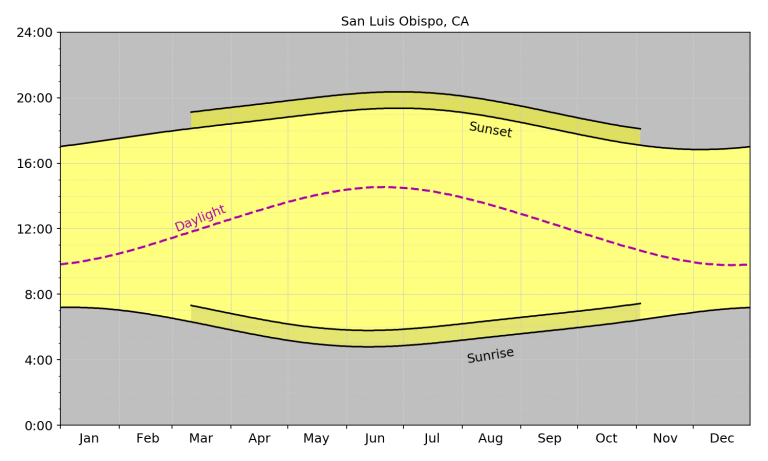 San Luis Obispo, CA
24:00
20:00
16:00
12:00
8:00
4:00
0:00
Sunset
Daylight
Sunrise
Jan Feb Mar Apr May Jun Jul Aug Sep Oct Nov Dec